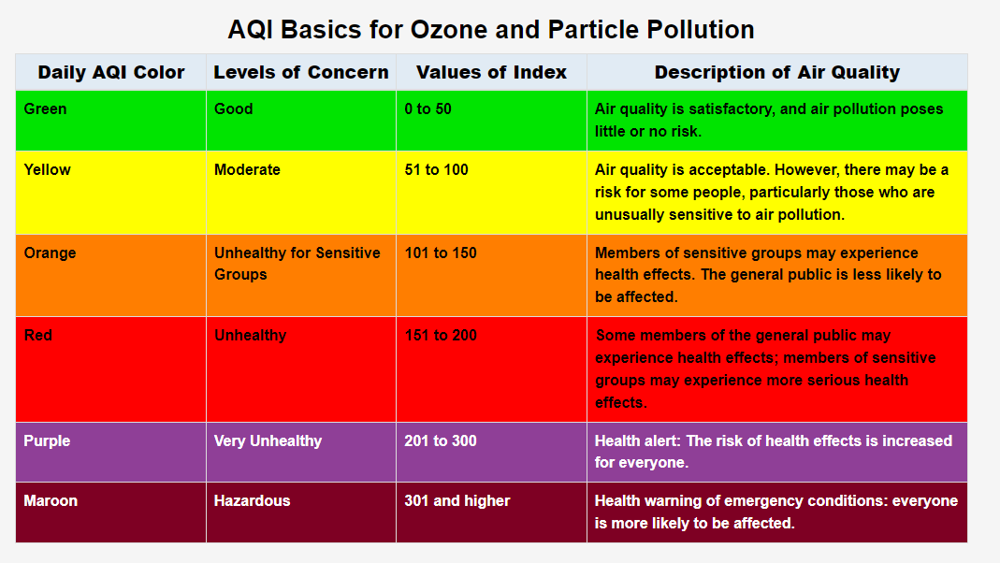 AQI Basics for Ozone and Particle Pollution
Daily AQI Color Levels of Concern Values of Index Description of Air Quality
Green Good 0 to 50 Air quality is satisfactory, and air pollution poses
little or no risk.
Yellow Moderate 51 to 100 Air quality is acceptable. However, there may be a
risk for some people, particularly those who are
unusually sensitive to air pollution.
Orange Unhealthy for Sensitive 101 to 150 Members of sensitive groups may experience
Groups health effects. The general public is less likely to
be affected.
Red Unhealthy 151 to 200 Some members of the general public may
experience health effects; members of sensitive
groups may experience more serious health
effects.
Purple Very Unhealthy 201 to 300 Health alert: The risk of health effects is increased
for everyone.
Maroon Hazardous 301 and higher Health warning of emergency conditions: everyone
is more likely to be affected.